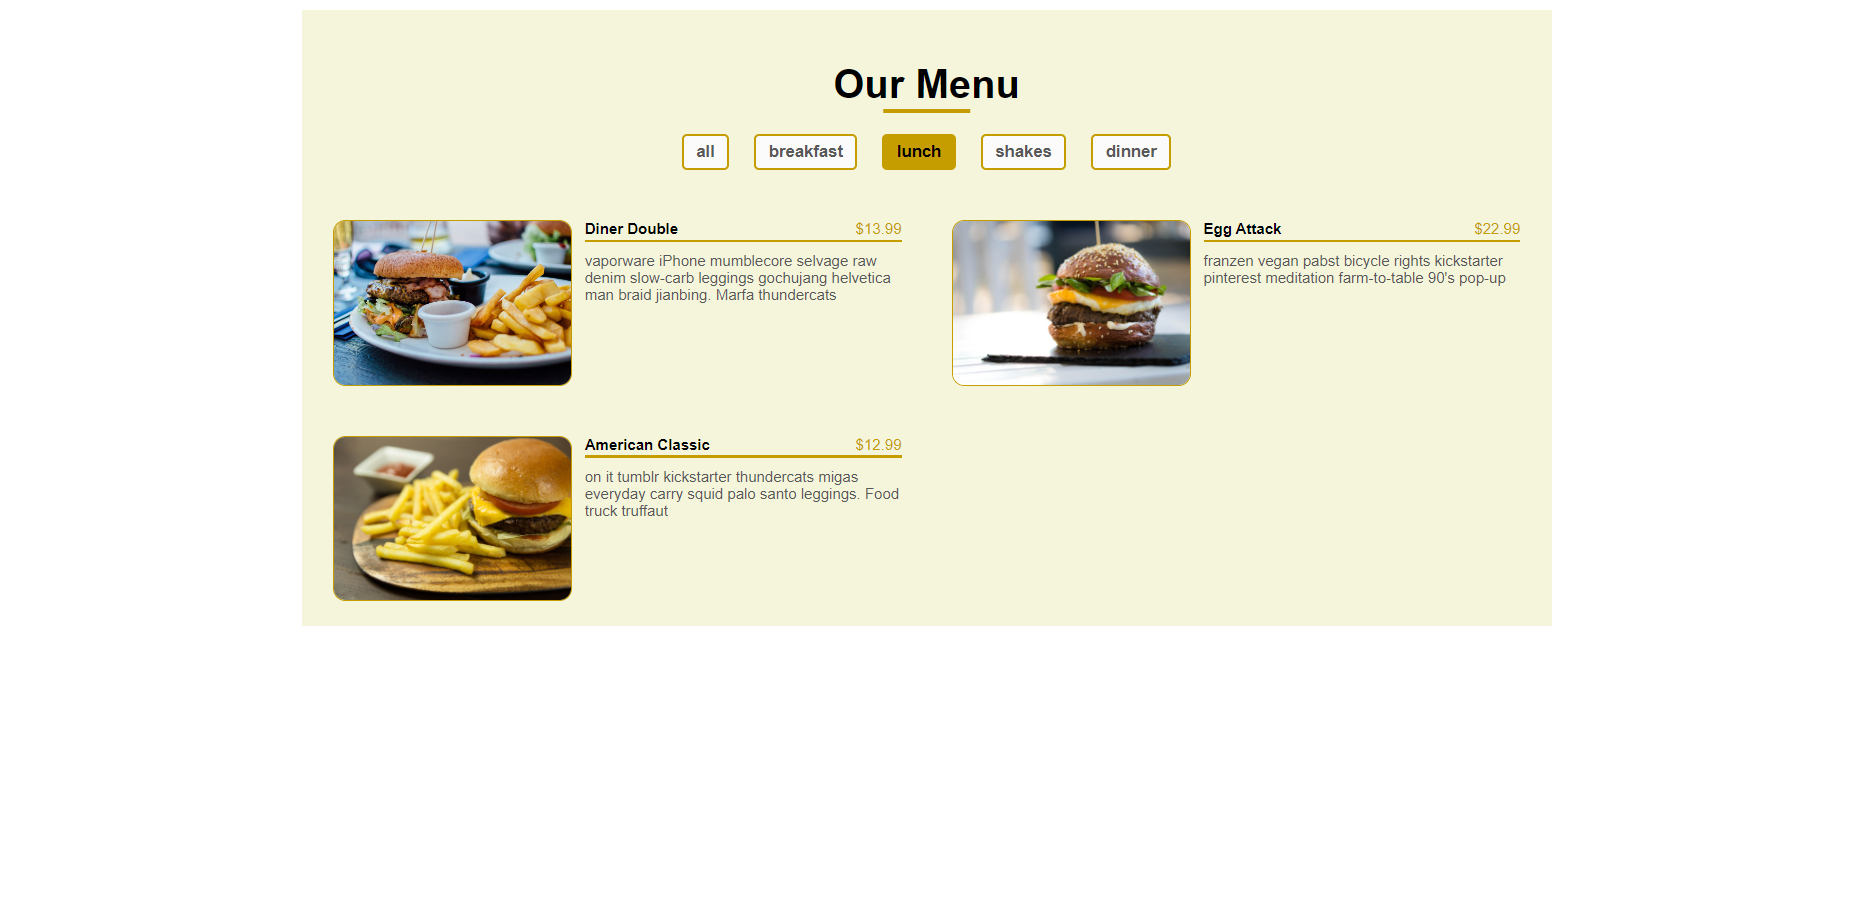 Our Menu
all
breakfast
lunch
shakes
dinner
Diner Double $13.99
vaporware iPhone mumblecore selvage raw
denim slow-carb leggings gochujang helvetica
man braid jianbing. Marfa thundercats
Egg Attack $22.99
franzen vegan pabst bicycle rights kickstarter
pinterest meditation farm-to-table 90's pop-up
American Classic $12.99
on it tumblr kickstarter thundercats migas
everyday carry squid palo santo leggings. Food
truck truffaut